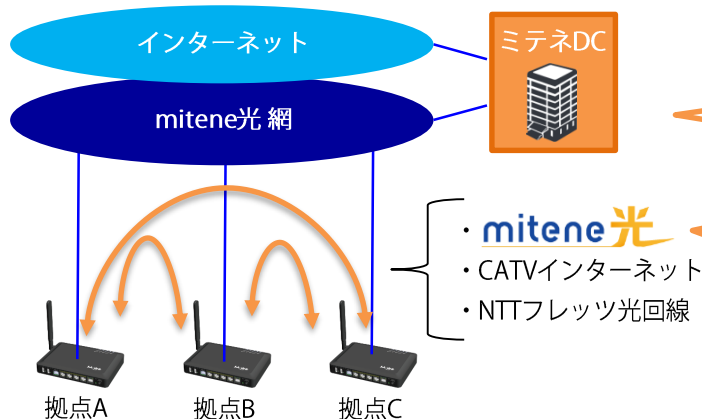 インターネット
ミテネDC
mitene光 網
・mitene光
・CATVインターネット
・NTTフレッツ光回線
拠点A
拠点B
拠点C